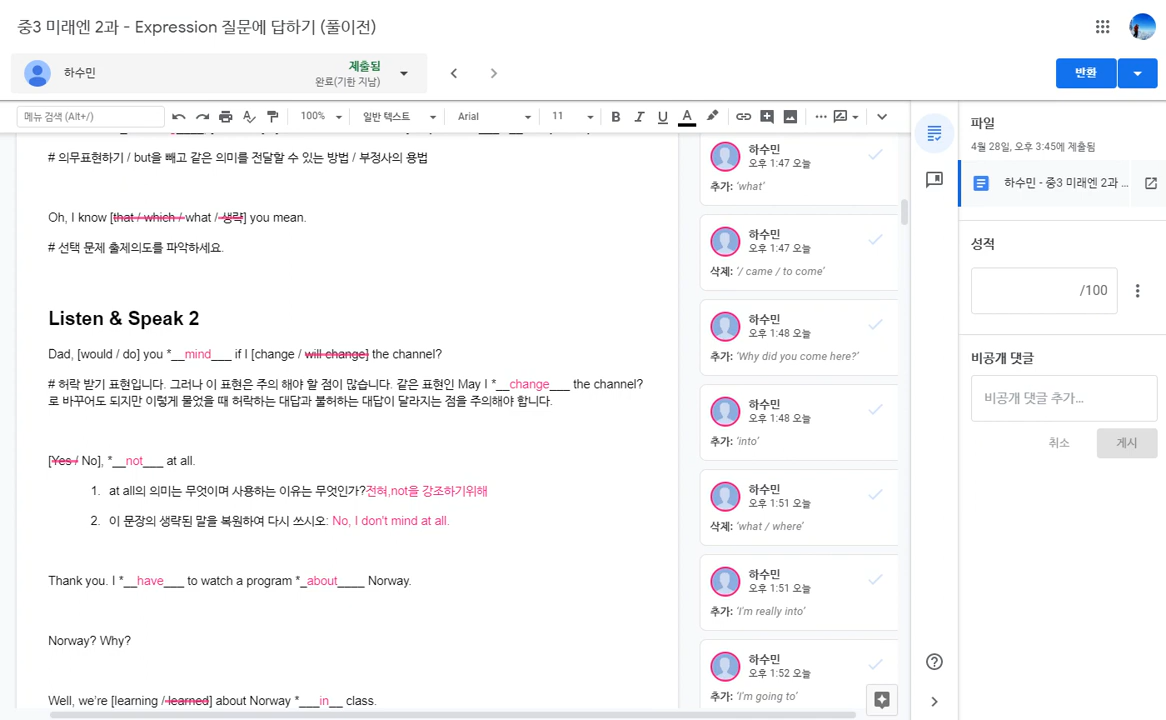 중3 미래엔 2과 - Expression 질문에 답하기 (풀이전)
하수민
제출됨
완료(기한 지남)
반환
메뉴 검색 (Alt+/)
100%
일반 텍스트
Arial
11
B I U A
# 의무표현하기 / but을 빼고 같은 의미를 전달할 수 있는 방법 / 부정사의 용법
Oh, I know [that / which / what / 생략] you mean.
# 선택 문제 출제의도를 파악하세요.
Listen & Speak 2
Dad, [would / do] you *__mind___ if I [change / will change] the channel?
# 허락 받기 표현입니다. 그러나 이 표현은 주의 해야 할 점이 많습니다. 같은 표현인 May I *__change___ the channel?
로 바꾸어도 되지만 이렇게 물었을 때 허락하는 대답과 불허하는 대답이 달라지는 점을 주의해야 합니다.
[Yes / No], *__not___ at all.
1. at all의 의미는 무엇이며 사용하는 이유는 무엇인가?전혀,not을 강조하기위해
2. 이 문장의 생략된 말을 복원하여 다시 쓰시오: No, I don't mind at all.
Thank you. I *__have___ to watch a program *_about____ Norway.
Norway? Why?
Well, we're [learning / learned] about Norway *___in__ class.
하수민
오후 1:47 오늘
추가: 'what'
하수민
오후 1:47 오늘
삭제: '/ came / to come'
하수민
오후 1:48 오늘
추가: 'Why did you come here?'
하수민
오후 1:48 오늘
추가: 'into'
하수민
오후 1:51 오늘
삭제: 'what / where'
하수민
오후 1:51 오늘
추가: 'I'm really into'
하수민
오후 1:52 오늘
추가: 'I'm going to'
파일
4월 28일, 오후 3:45에 제출됨
하수민 - 중3 미래엔 2과 ...
성적
/100
비공개 댓글
비공개 댓글 추가...
취소
게시